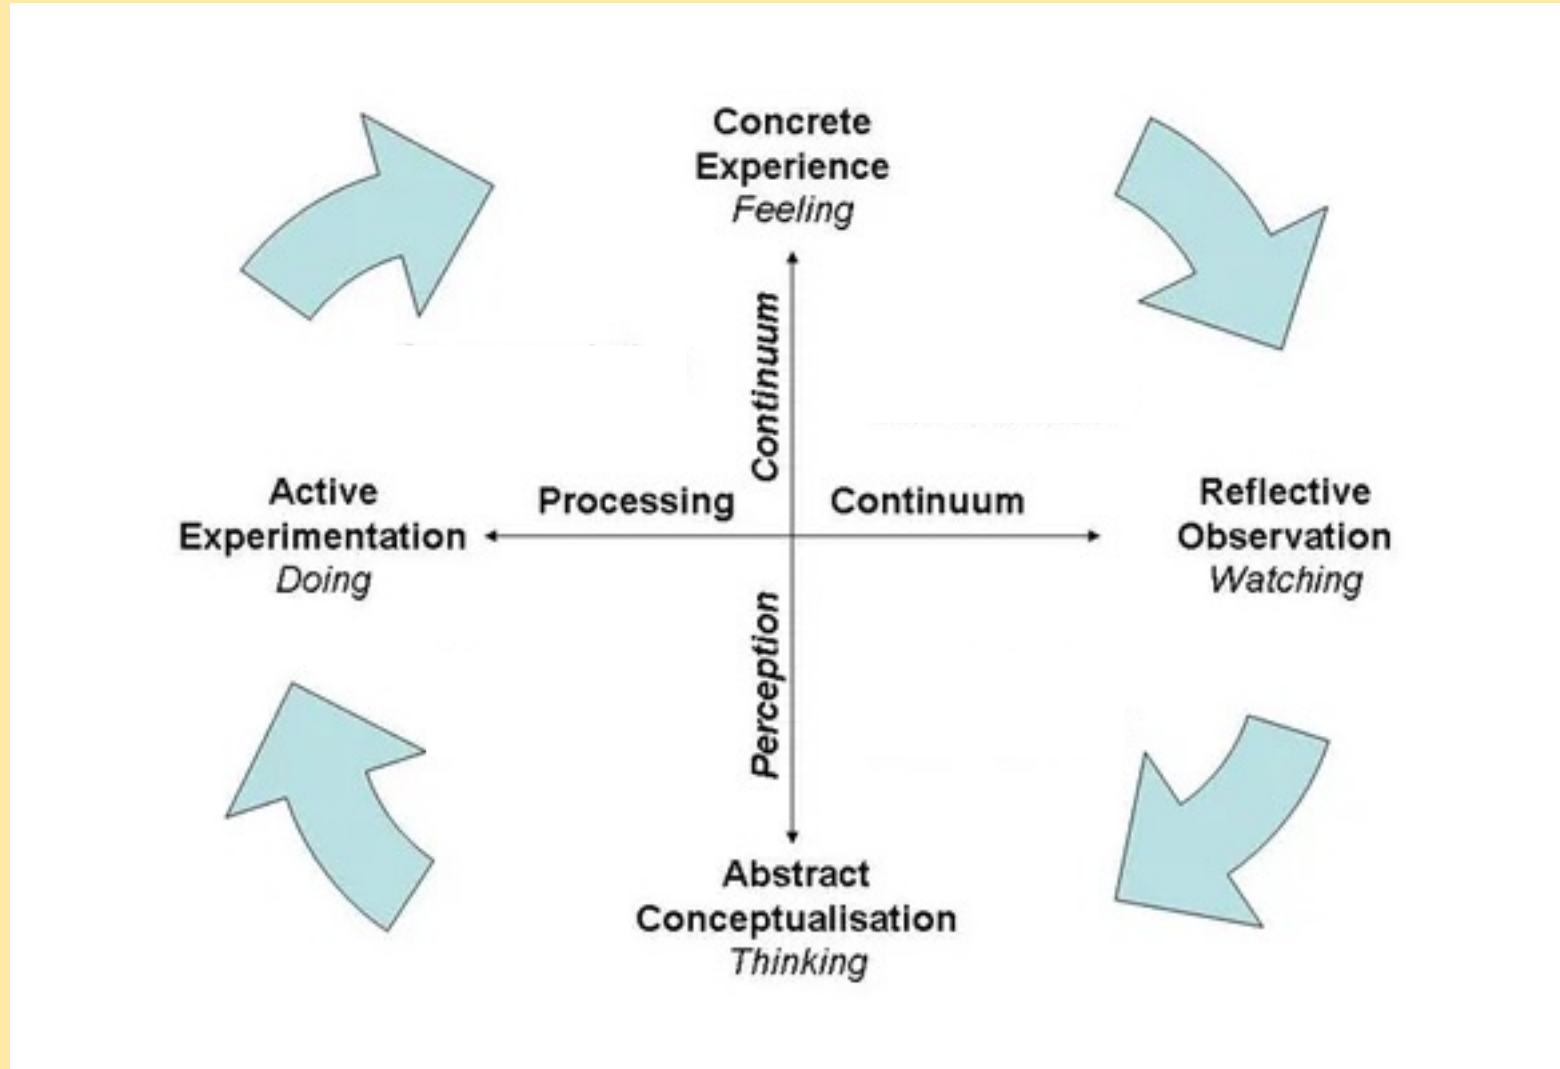 Concrete
Experience
Feeling
Continuum
Active
Experimentation
Doing
Processing
Continuum
Reflective
Observation
Watching
Perception
Abstract
Conceptualisation
Thinking